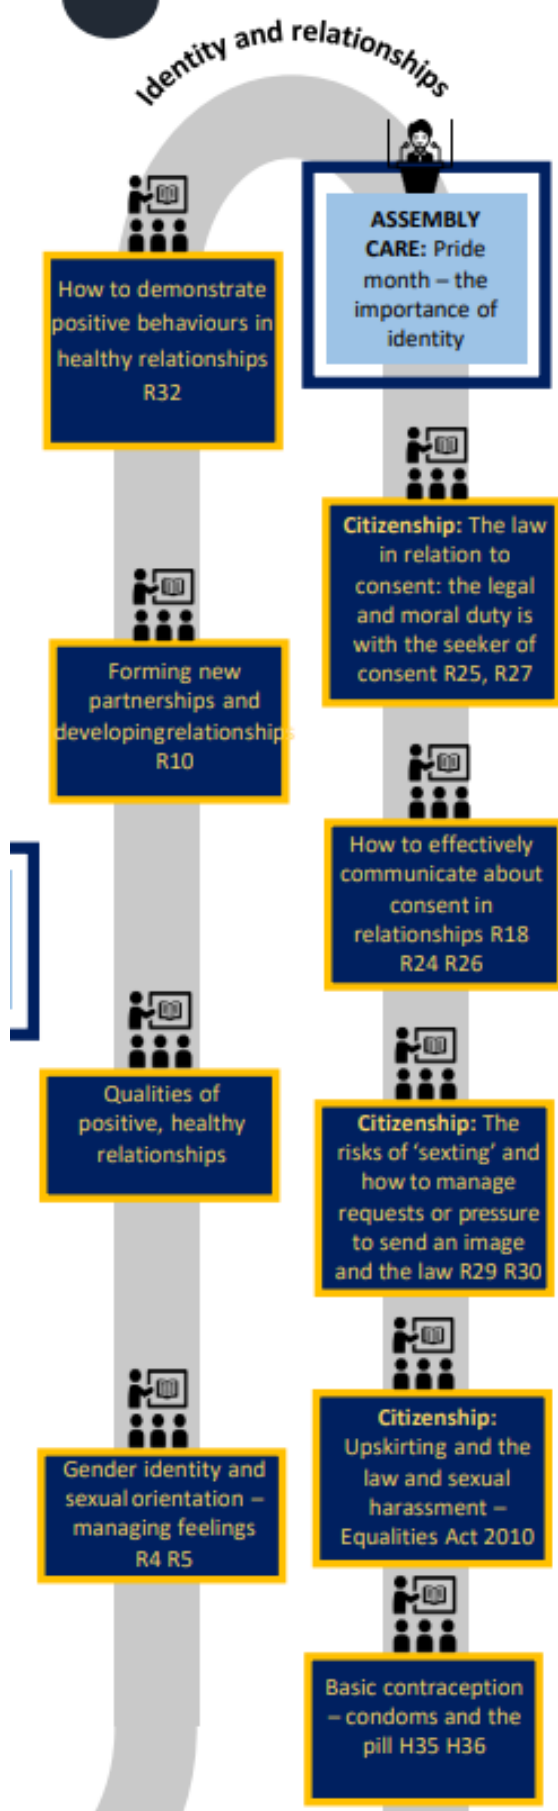 Identity and relationships
How to demonstrate
positive behaviours in
healthy relationships
R32
Forming new
partnerships and
developingrelationships
R10
Qualities of
positive, healthy
relationships
Gender identity and
sexual orientation –
managing feelings
R4 R5
ASSEMBLY
CARE: Pride
month – the
importance of
identity
Citizenship: The law
in relation to
consent: the legal
and moral duty is
with the seeker of
consent R25, R27
How to effectively
communicate about
consent in
relationships R18
R24 R26
Citizenship: The
risks of ‘sexting’ and
how to manage
requests or pressure
to send an image
and the law R29 R30
Citizenship:
Upskirting and the
law and sexual
harassment –
Equalities Act 2010
Basic contraception
– condoms and the
pill H35 H36